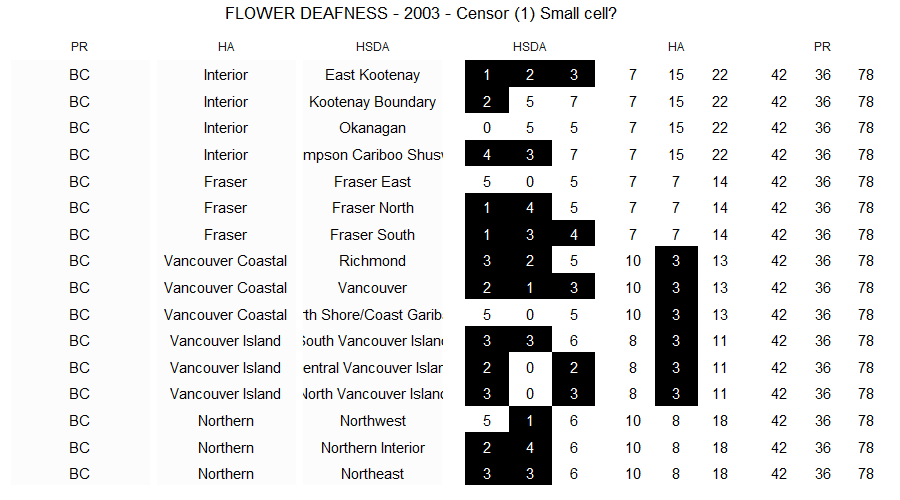 FLOWER DEAFNESS - 2003 - Censor (1) Small cell?
PR HA HSDA HSDA HA PR
BC Interior East Kootenay 1 2 3 7 15 22 42 36 78
BC Interior Kootenay Boundary 2 5 7 7 15 22 42 36 78
BC Interior Okanagan 0 5 5 7 15 22 42 36 78
BC Interior mpson Cariboo Shusw 4 3 7 7 15 22 42 36 78
BC Fraser Fraser East 5 0 5 7 7 14 42 36 78
BC Fraser Fraser North 1 4 5 7 7 14 42 36 78
BC Fraser Fraser South 1 3 4 7 7 14 42 36 78
BC Vancouver Coastal Richmond 3 2 5 10 3 13 42 36 78
BC Vancouver Coastal Vancouver 2 1 3 10 3 13 42 36 78
BC Vancouver Coastal rth Shore/Coast Garib 5 0 5 10 3 13 42 36 78
BC Vancouver Island South Vancouver Island 3 3 6 8 3 11 42 36 78
BC Vancouver Island entral Vancouver Islan 2 0 2 8 3 11 42 36 78
BC Vancouver Island North Vancouver Island 3 0 3 8 3 11 42 36 78
BC Northern Northwest 5 1 6 10 8 18 42 36 78
BC Northern Northern Interior 2 4 6 10 8 18 42 36 78
BC Northern Northeast 3 3 6 10 8 18 42 36 78